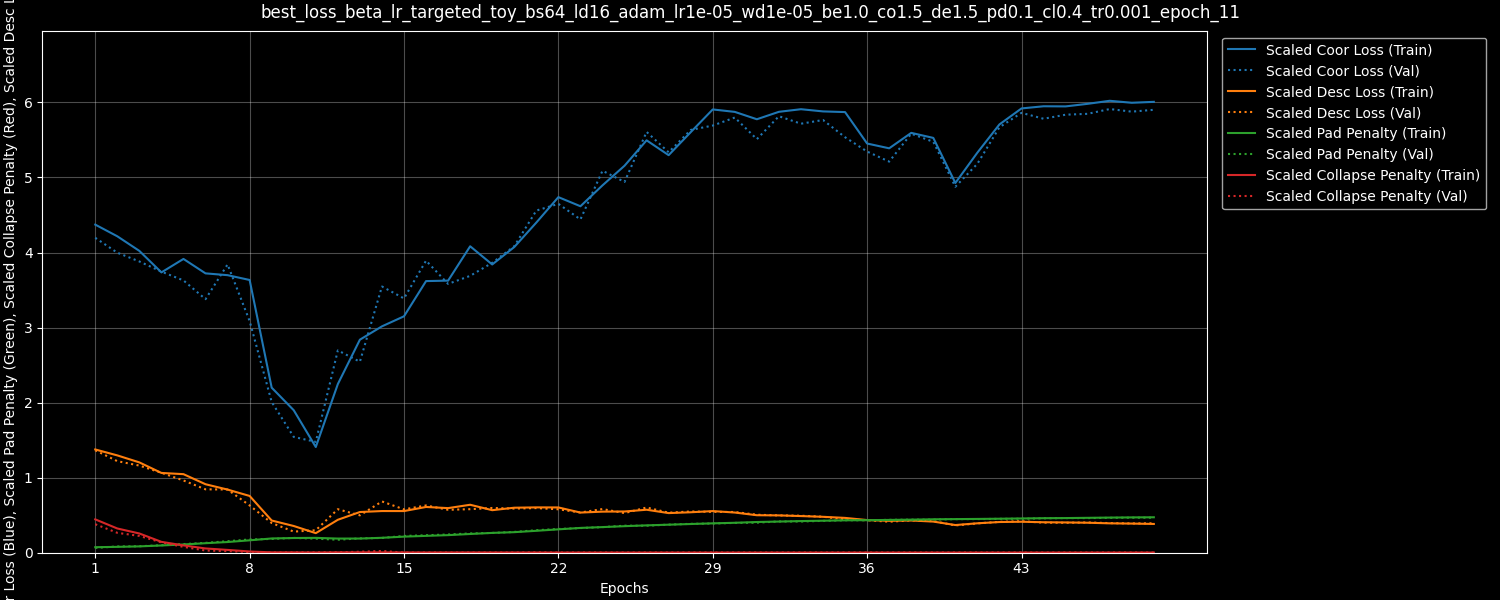 best_loss_beta_lr_targeted_toy_bs64_ld16_adam_lr1e-05_wd1e-05_be1.0_co1.5_de1.5_pd0.1_cl0.4_tr0.001_epoch_11
r Loss (Blue), Scaled Pad Penalty (Green), Scaled Collapse Penalty (Red), Scaled Desc L
6
5
4
3
2
1
0
1 8 15 22 29 36 43
Epochs
Scaled Coor Loss (Train)
Scaled Coor Loss (Val)
Scaled Desc Loss (Train)
Scaled Desc Loss (Val)
Scaled Pad Penalty (Train)
Scaled Pad Penalty (Val)
Scaled Collapse Penalty (Train)
Scaled Collapse Penalty (Val)